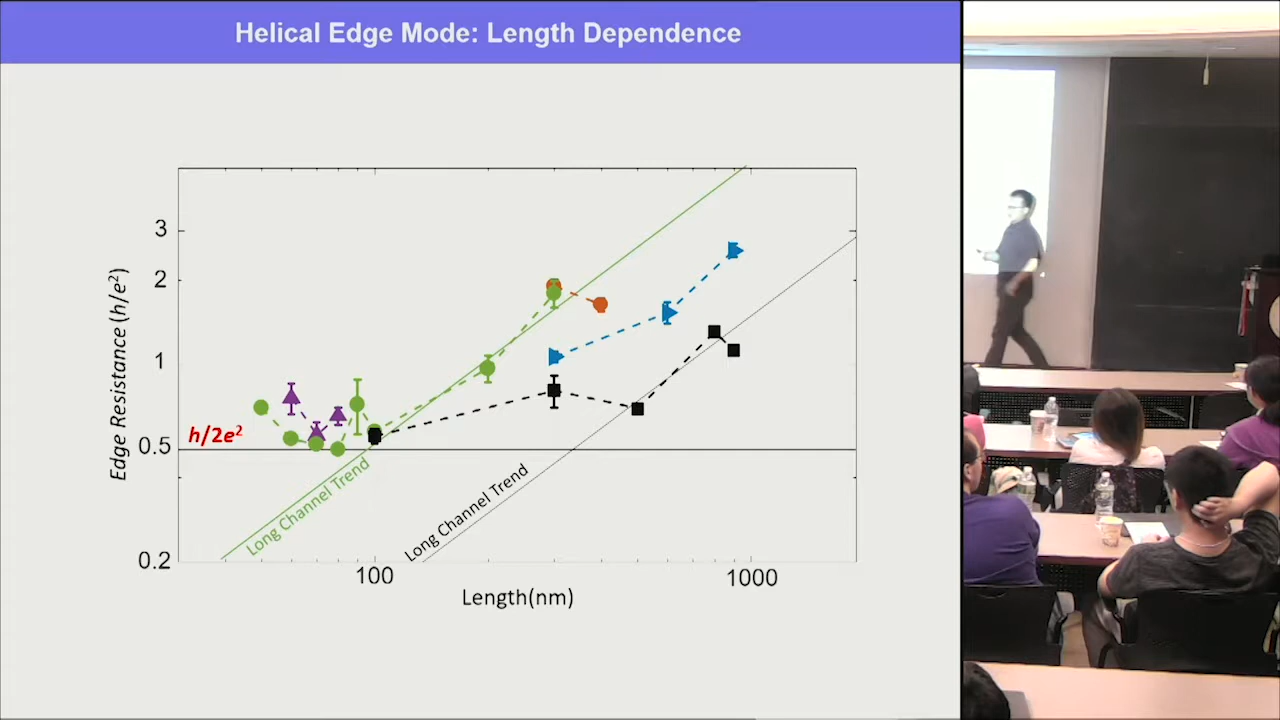 Helical Edge Mode: Length Dependence
3
2
1
0.5
0.2
Edge Resistance (h/e²)
h/2e²
Long Channel Trend
Long Channel Trend
100
1000
Length(nm)